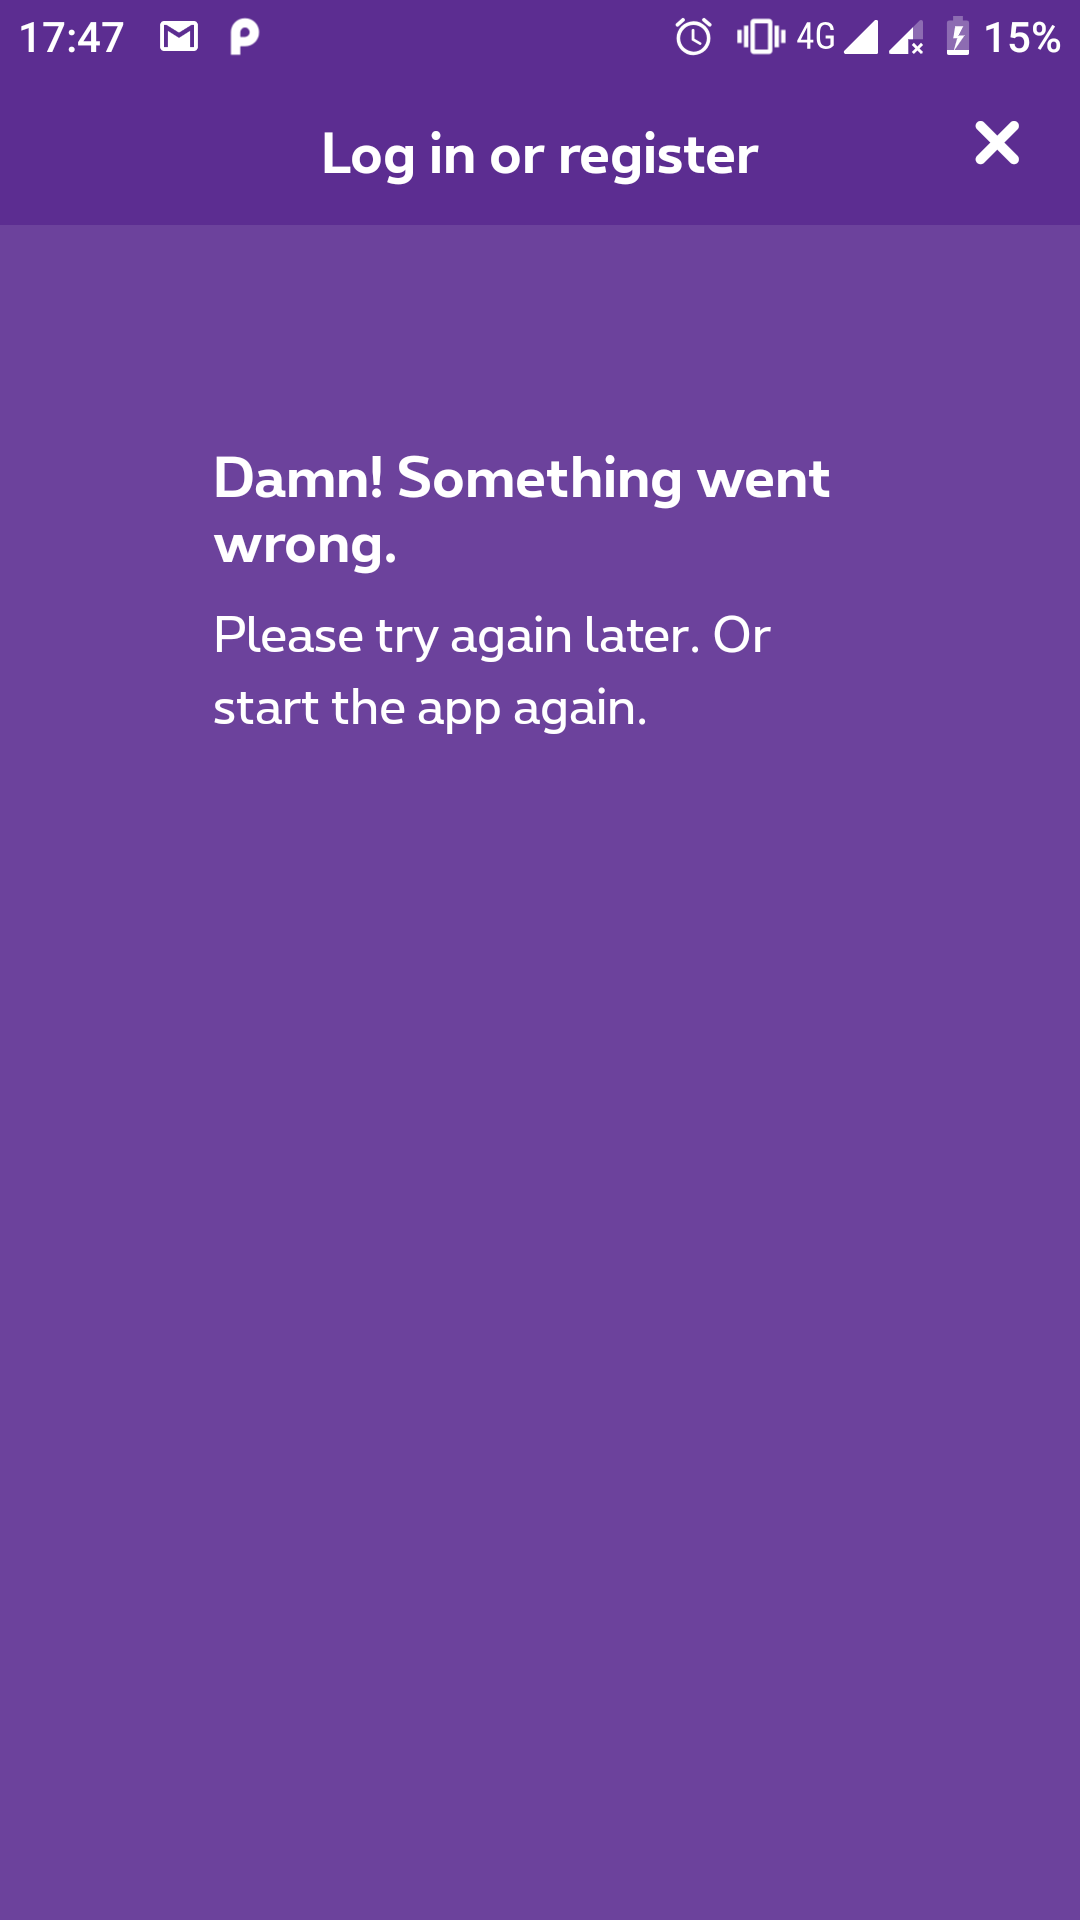 17:47 4G 15%
Log in or register
Damn! Something went
wrong.
Please try again later. Or
start the app again.